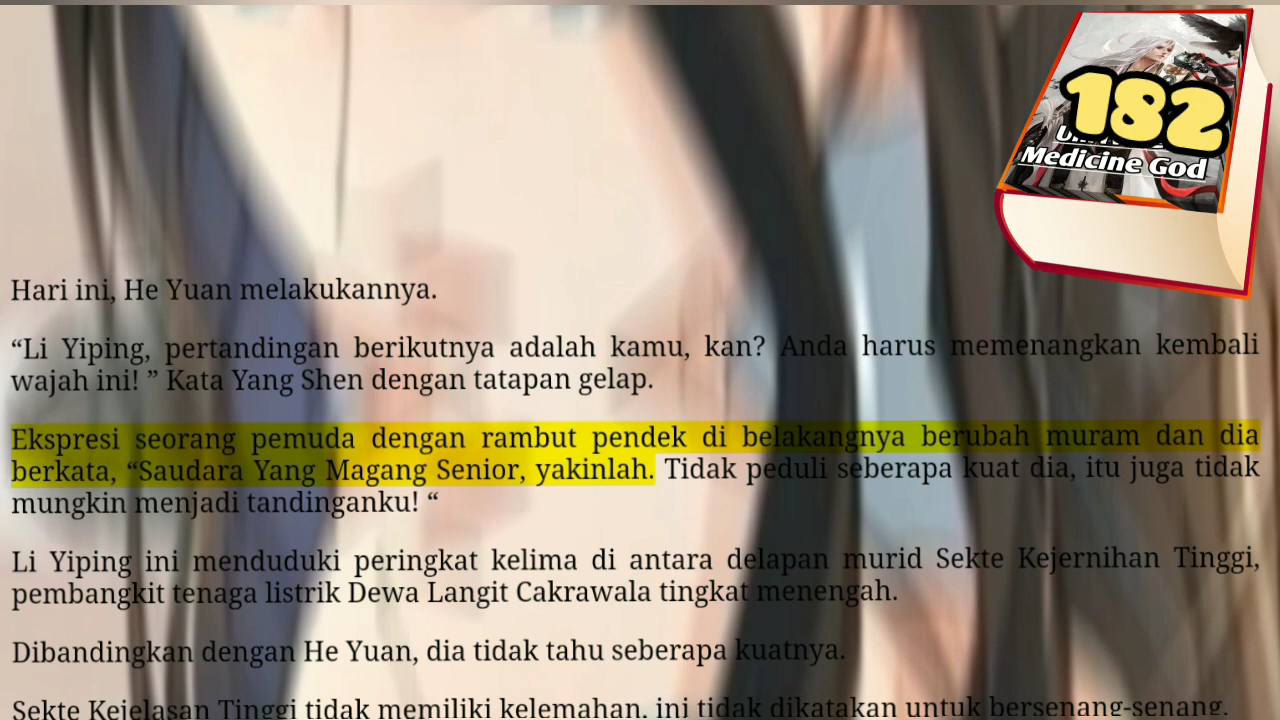 182
Medicine God
Hari ini, He Yuan melakukannya.
“Li Yiping, pertandingan berikutnya adalah kamu, kan? Anda harus memenangkan kembali
wajah ini! ” Kata Yang Shen dengan tatapan gelap.
Ekspresi seorang pemuda dengan rambut pendek di belakangnya berubah muram dan dia
berkata, “Saudara Yang Magang Senior, yakinlah. Tidak peduli seberapa kuat dia, itu juga tidak
mungkin menjadi tandinganku! “
Li Yiping ini menduduki peringkat kelima di antara delapan murid Sekte Kejernihan Tinggi,
pembangkit tenaga listrik Dewa Langit Cakrawala tingkat menengah.
Dibandingkan dengan He Yuan, dia tidak tahu seberapa kuatnya.
Sekte Kejelasan Tinggi tidak memiliki kelemahan, ini tidak dikatakan untuk bersenang-senang.